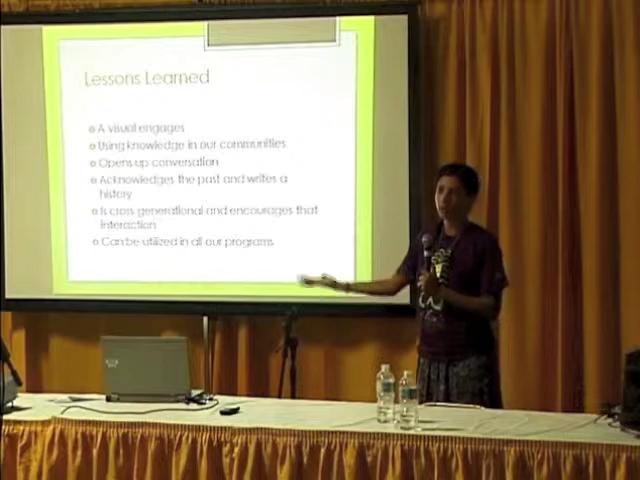 Lessons Learned
A visual engages
Using knowledge in our communities
Opens up conversation
Acknowledges the past and writes a
history
Is cross generational and encourages that
interaction
Can be utilized in all our programs